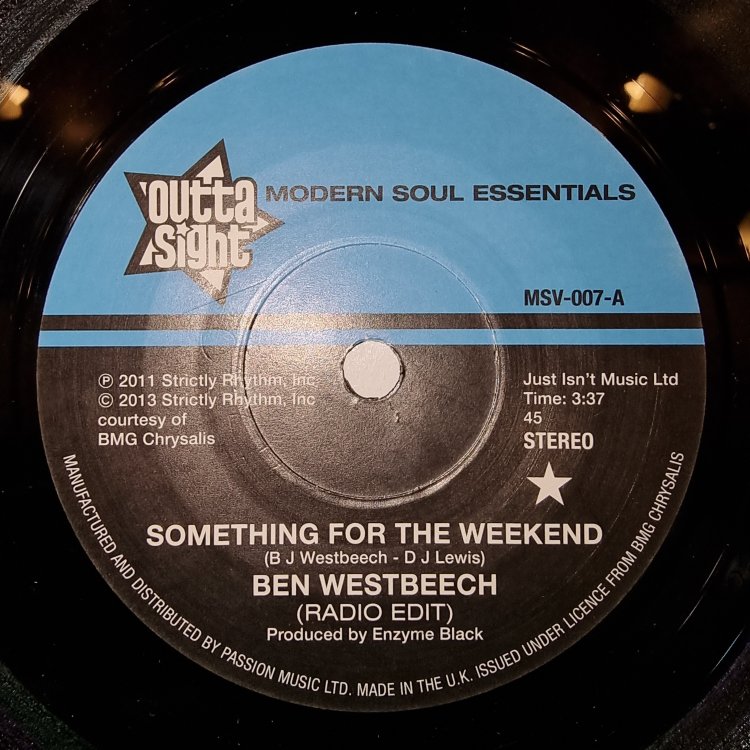 outta
Sight
MODERN SOUL ESSENTIALS
MSV-007-A
℗ 2011 Strictly Rhythm, Inc
© 2013 Strictly Rhythm, Inc
courtesy of
BMG Chrysalis
Just Isn't Music Ltd
Time: 3:37
45
STEREO
SOMETHING FOR THE WEEKEND
(B J Westbeech - D J Lewis)
BEN WESTBEECH
(RADIO EDIT)
Produced by Enzyme Black
MANUFACTURED AND DISTRIBUTED BY PASSION MUSIC LTD. MADE IN THE U.K. ISSUED UNDER LICENCE FROM BMG CHRYSALIS